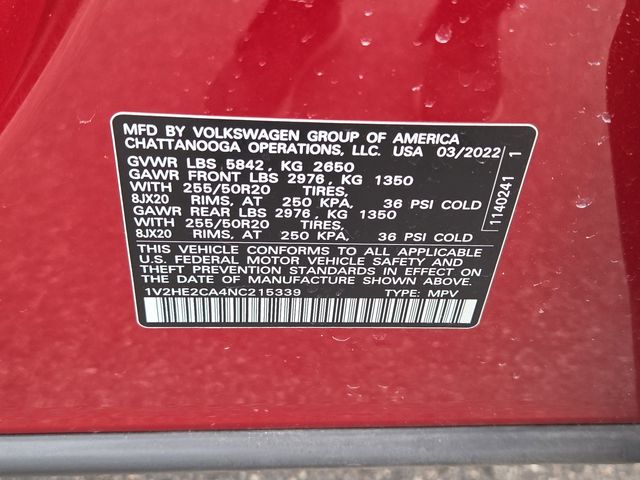 MFD BY VOLKSWAGEN GROUP OF AMERICA
CHATTANOOGA OPERATIONS, LLC. USA 03/2022
GVWR LBS 5842, KG 2650
GAWR FRONT LBS 2976, KG 1350
WITH 255/50R20 TIRES,
8JX20 RIMS, AT 250 KPA, 36 PSI COLD
GAWR REAR LBS 2976, KG 1350
WITH 255/50R20 TIRES,
8JX20 RIMS, AT 250 KPA, 36 PSI COLD
THIS VEHICLE CONFORMS TO ALL APPLICABLE
U.S. FEDERAL MOTOR VEHICLE SAFETY AND
THEFT PREVENTION STANDARDS IN EFFECT ON
THE DATE OF MANUFACTURE SHOWN ABOVE.
1V2HE2CA4NC215339 TYPE: MPV
1140241 1